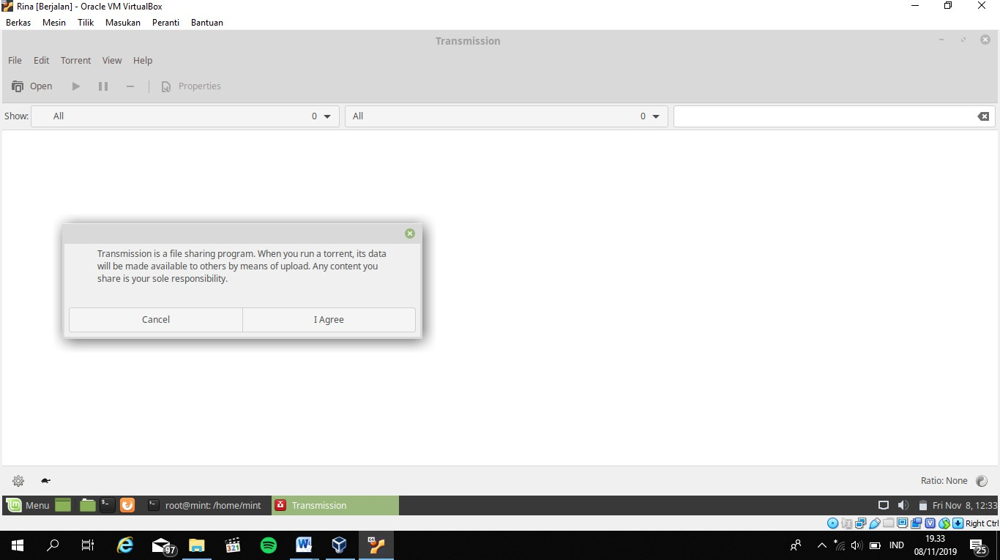 Rina [Berjalan] - Oracle VM VirtualBox
Berkas Mesin Tilik Masukan Peranti Bantuan
Transmission
File Edit Torrent View Help
Open Properties
Show: All 0 All 0
Transmission is a file sharing program. When you run a torrent, its data
will be made available to others by means of upload. Any content you
share is your sole responsibility.
Cancel I Agree
Ratio: None
Menu root@mint: /home/mint Transmission Fri Nov 8, 12:33
Right Ctrl
97 321 IND 19.33
08/11/2019 25